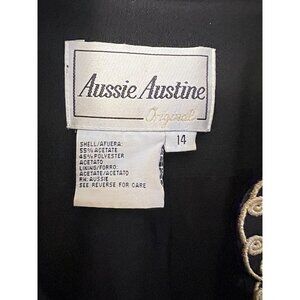 Aussie Austine
Original
14
SHELL/AFUERA:
55% ACETATE
45% POLYESTER
ACETATO
LINING/FORRO:
ACETATE/ACETATO
RN: AUSSIE
SEE REVERSE FOR CARE